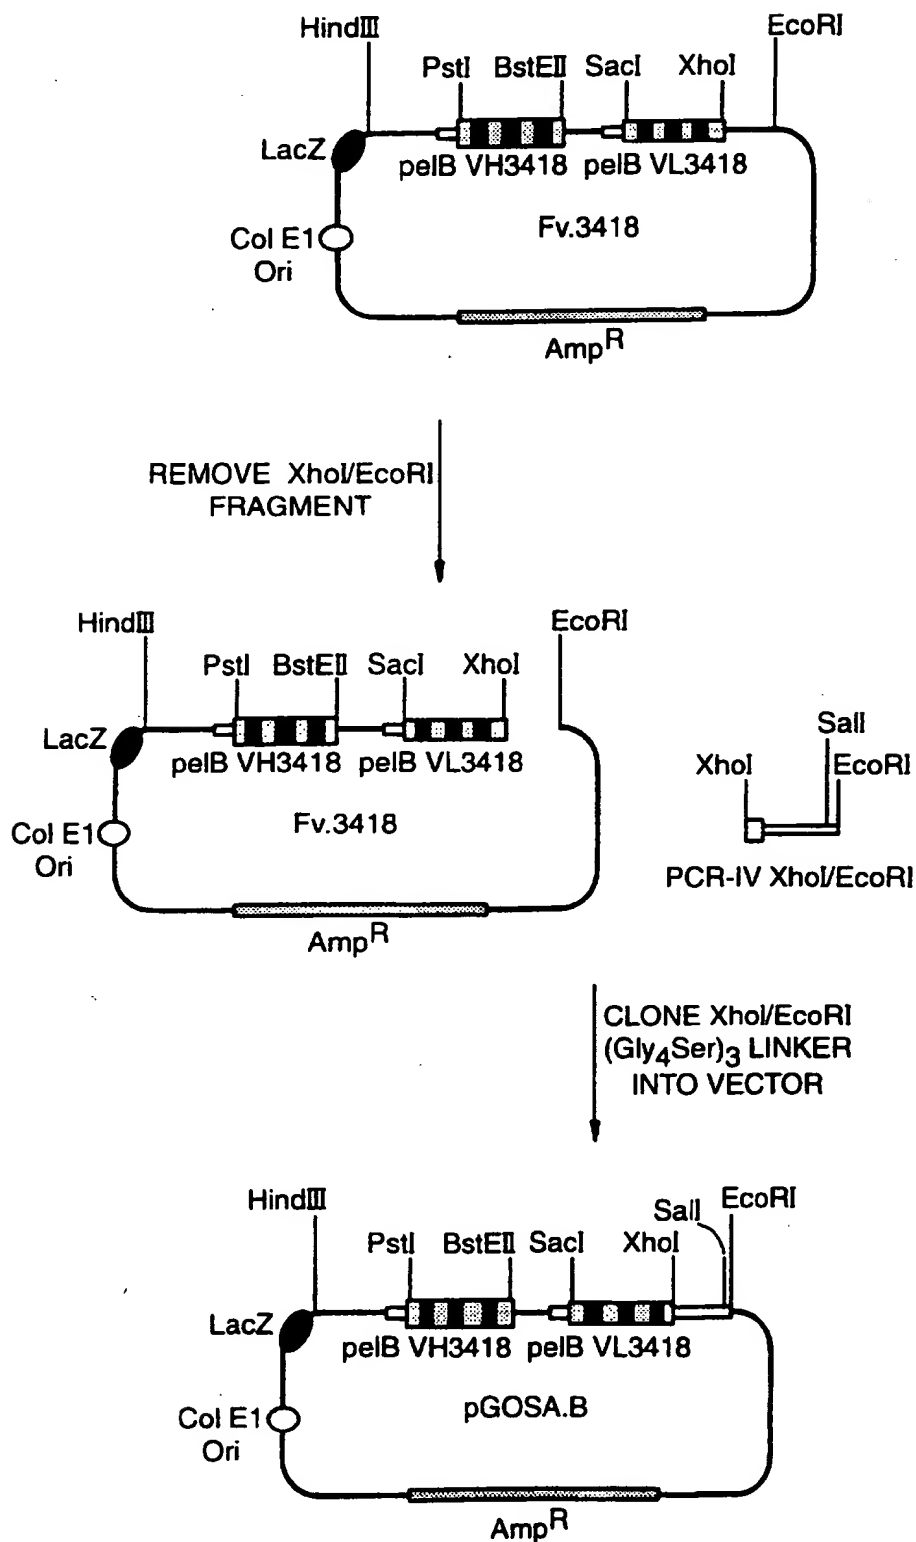 HindⅢ
EcoRI
PstI BstEⅡ SacI XhoI
LacZ
pelB VH3418 pelB VL3418
Col E1
Ori
Fv.3418
Amp^R
REMOVE XhoI/EcoRI
FRAGMENT
HindⅢ
EcoRI
PstI BstEⅡ SacI XhoI
LacZ
pelB VH3418 pelB VL3418
Col E1
Ori
Fv.3418
Amp^R
SalI
XhoI EcoRI
PCR-IV XhoI/EcoRI
CLONE XhoI/EcoRI
(Gly₄Ser)₃ LINKER
INTO VECTOR
HindⅢ
SalI EcoRI
PstI BstEⅡ SacI XhoI
LacZ
pelB VH3418 pelB VL3418
Col E1
Ori
pGOSA.B
Amp^R